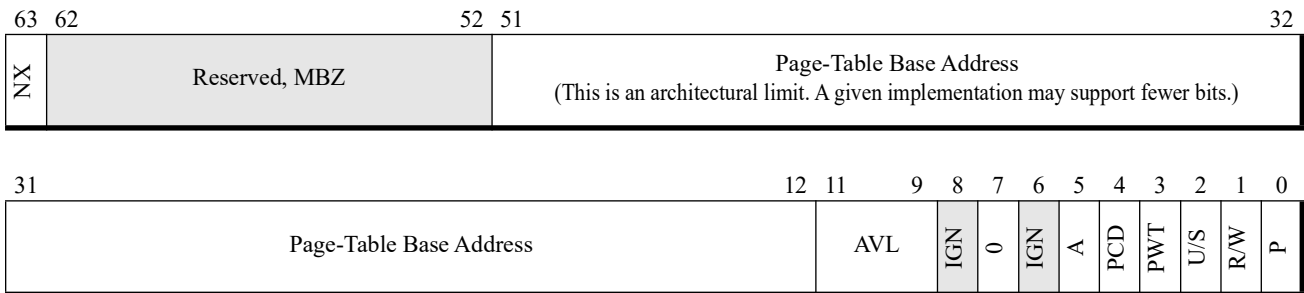 63 62 52 51 32
NX Reserved, MBZ Page-Table Base Address
(This is an architectural limit. A given implementation may support fewer bits.)
31 12 11 9 8 7 6 5 4 3 2 1 0
Page-Table Base Address AVL IGN 0 IGN A PCD PWT U/S R/W P